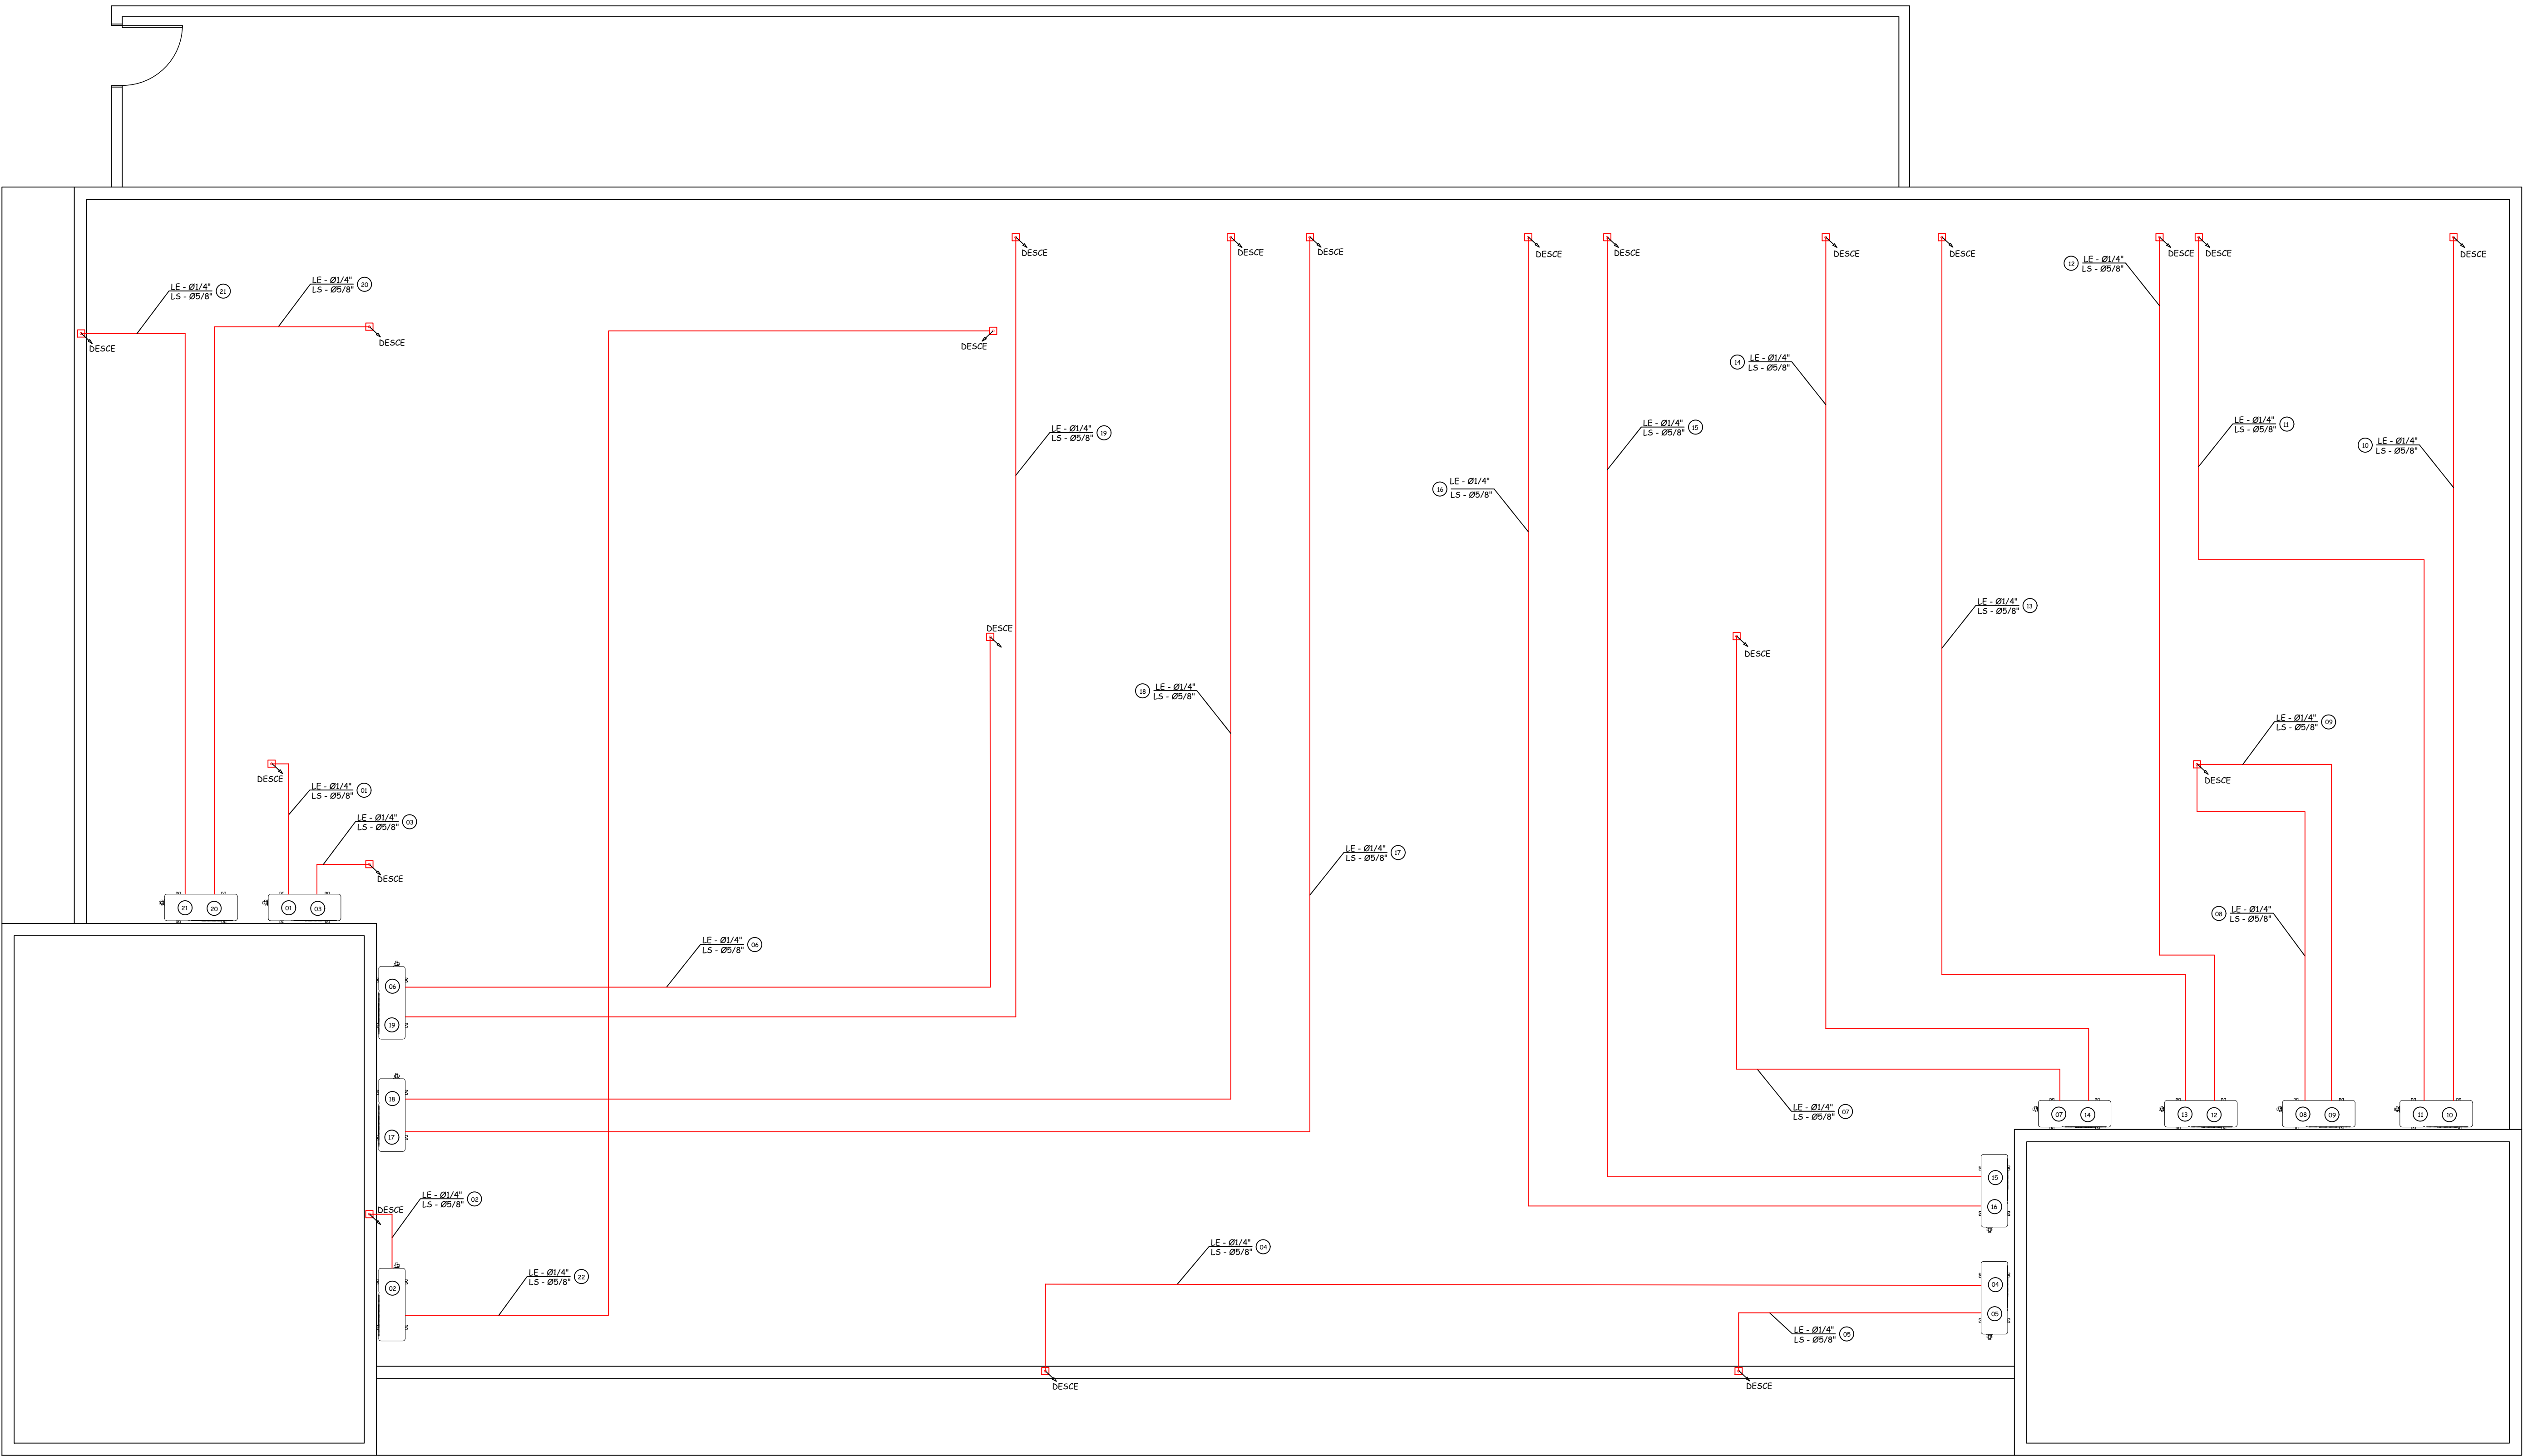 DESCE
DESCE
DESCE
DESCE
DESCE
DESCE
DESCE
DESCE
DESCE
DESCE
12
LE - Ø1/4"
LS - Ø5/8"
LE - Ø1/4"
LS - Ø5/8"
21
LE - Ø1/4"
LS - Ø5/8"
20
DESCE
DESCE
DESCE
14
LE - Ø1/4"
LS - Ø5/8"
LE - Ø1/4"
LS - Ø5/8"
19
LE - Ø1/4"
LS - Ø5/8"
15
LE - Ø1/4"
LS - Ø5/8"
11
10
LE - Ø1/4"
LS - Ø5/8"
16
LE - Ø1/4"
LS - Ø5/8"
LE - Ø1/4"
LS - Ø5/8"
13
DESCE
DESCE
18
LE - Ø1/4"
LS - Ø5/8"
LE - Ø1/4"
LS - Ø5/8"
09
DESCE
DESCE
LE - Ø1/4"
LS - Ø5/8"
01
LE - Ø1/4"
LS - Ø5/8"
03
LE - Ø1/4"
LS - Ø5/8"
17
DESCE
21
20
01
03
08
LE - Ø1/4"
LS - Ø5/8"
LE - Ø1/4"
LS - Ø5/8"
06
06
19
18
17
LE - Ø1/4"
LS - Ø5/8"
07
07
14
13
12
08
09
11
10
15
16
DESCE
LE - Ø1/4"
LS - Ø5/8"
02
LE - Ø1/4"
LS - Ø5/8"
04
LE - Ø1/4"
LS - Ø5/8"
22
02
04
05
LE - Ø1/4"
LS - Ø5/8"
05
DESCE
DESCE